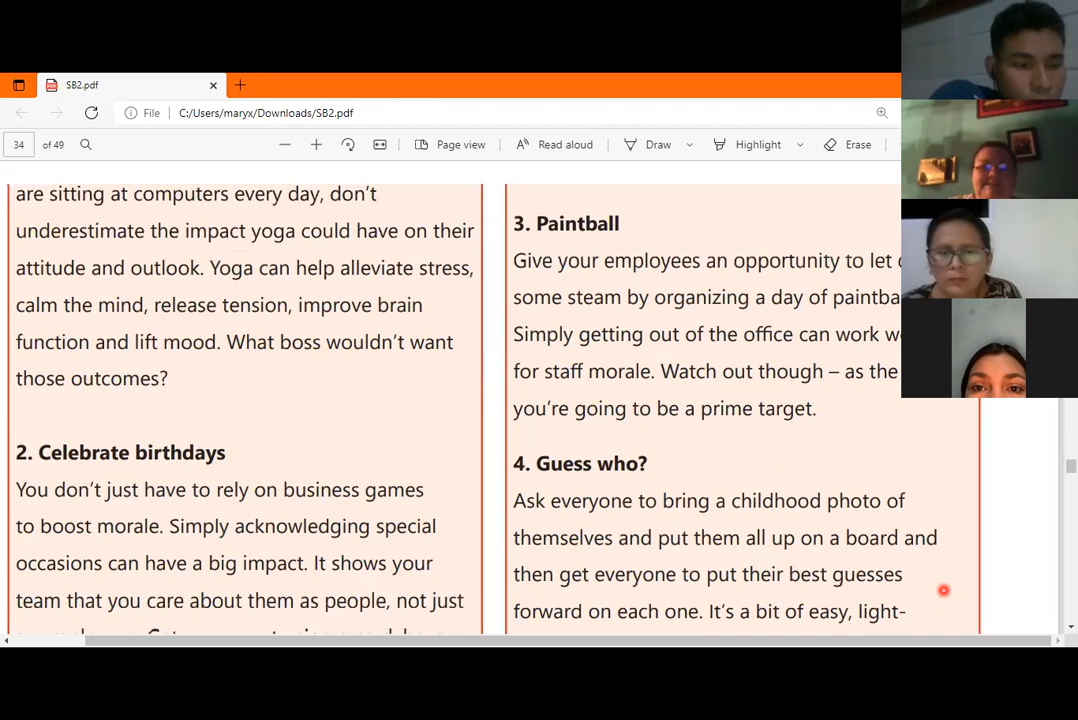 SB2.pdf
File
C:/Users/maryx/Downloads/SB2.pdf
34 of 49
Page view
Read aloud
Draw
Highlight
Erase
are sitting at computers every day, don't
underestimate the impact yoga could have on their
attitude and outlook. Yoga can help alleviate stress,
calm the mind, release tension, improve brain
function and lift mood. What boss wouldn't want
those outcomes?
2. Celebrate birthdays
You don't just have to rely on business games
to boost morale. Simply acknowledging special
occasions can have a big impact. It shows your
team that you care about them as people, not just
3. Paintball
Give your employees an opportunity to let
some steam by organizing a day of
Simply getting out of the office can work
for staff morale. Watch out though – as the
you're going to be a prime target.
4. Guess who?
Ask everyone to bring a childhood photo of
themselves and put them all up on a board and
then get everyone to put their best guesses
forward on each one. It's a bit of easy, light-